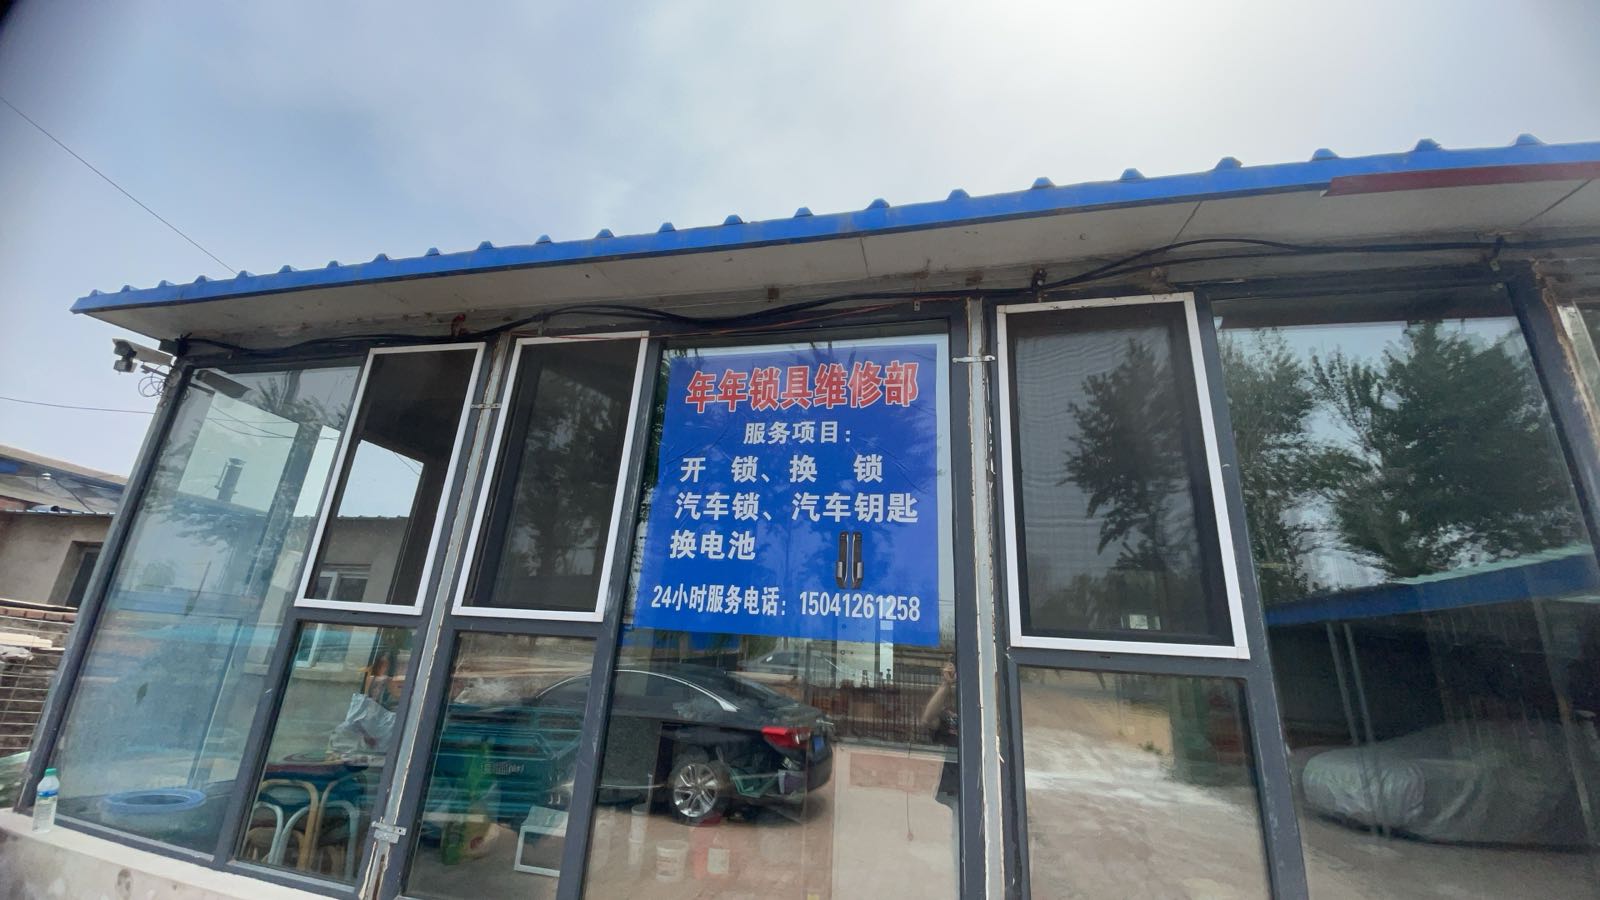 年年锁具维修部
服务项目：
开 锁、换 锁
汽车锁、汽车钥匙
换电池
24小时服务电话：15041261258